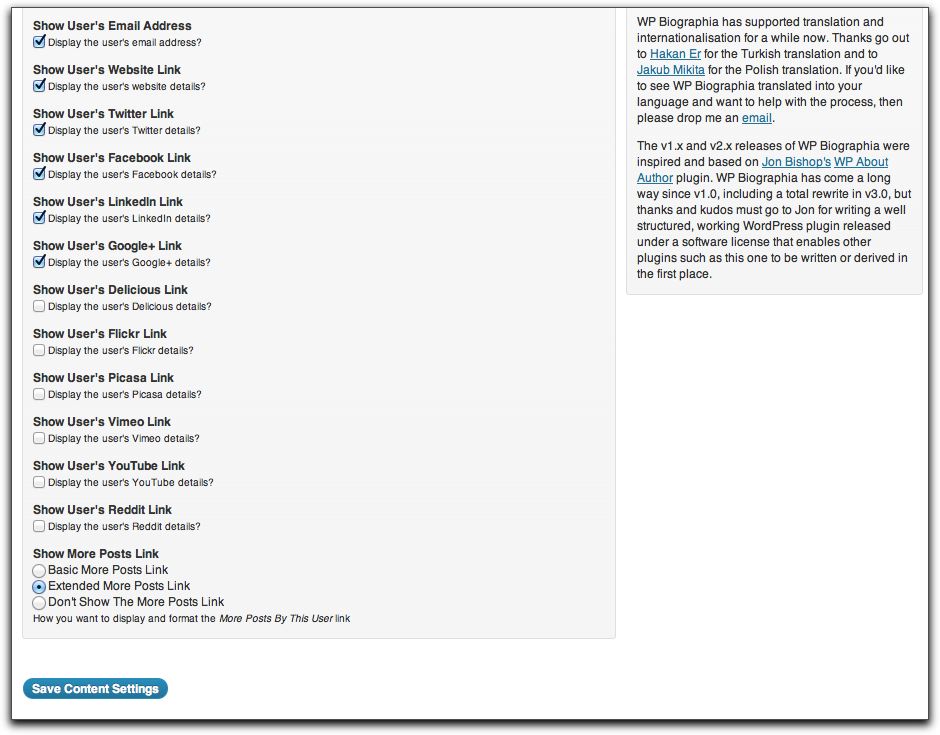 Show User's Email Address
Display the user's email address?
Show User's Website Link
Display the user's website details?
Show User's Twitter Link
Display the user's Twitter details?
Show User's Facebook Link
Display the user's Facebook details?
Show User's LinkedIn Link
Display the user's LinkedIn details?
Show User's Google+ Link
Display the user's Google+ details?
Show User's Delicious Link
Display the user's Delicious details?
Show User's Flickr Link
Display the user's Flickr details?
Show User's Picasa Link
Display the user's Picasa details?
Show User's Vimeo Link
Display the user's Vimeo details?
Show User's YouTube Link
Display the user's YouTube details?
Show User's Reddit Link
Display the user's Reddit details?
Show More Posts Link
Basic More Posts Link
Extended More Posts Link
Don't Show The More Posts Link
How you want to display and format the More Posts By This User link
Save Content Settings
WP Biographia has supported translation and
internationalisation for a while now. Thanks go out
to Hakan Er for the Turkish translation and to
Jakub Mikita for the Polish translation. If you'd like
to see WP Biographia translated into your
language and want to help with the process, then
please drop me an email.
The v1.x and v2.x releases of WP Biographia were
inspired and based on Jon Bishop's WP About
Author plugin. WP Biographia has come a long
way since v1.0, including a total rewrite in v3.0, but
thanks and kudos must go to Jon for writing a well
structured, working WordPress plugin released
under a software license that enables other
plugins such as this one to be written or derived in
the first place.